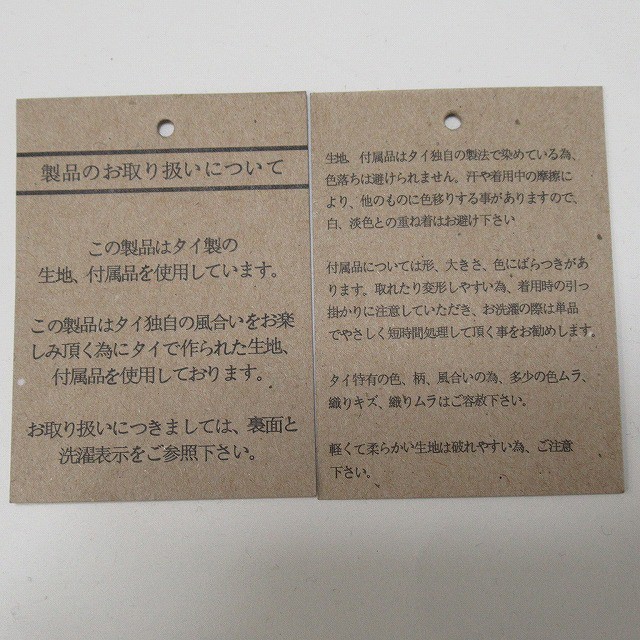 製品のお取り扱いについて
この製品はタイ製の
生地、付属品を使用しています。
この製品はタイ独自の風合いをお楽
しみ頂く為にタイで作られた生地、
付属品を使用しております。
お取り扱いにつきましては、裏面と
洗濯表示をご参照下さい。
生地、付属品はタイ独自の製法で染めている為、
色落ちは避けられません。汗や着用中の摩擦に
より、他のものに色移りする事がありますので、
白、淡色との重ね着はお避け下さい
付属品については形、大きさ、色にばらつきがあ
ります。取れたり変形しやすい為、着用時の引っ
掛かりに注意していただき、お洗濯の際は単品
でやさしく短時間処理して頂く事をお勧めします。
タイ特有の色、柄、風合いの為、多少の色ムラ、
織りキズ、織りムラはご容赦下さい。
軽くて柔らかい生地は破れやすい為、ご注意
下さい。